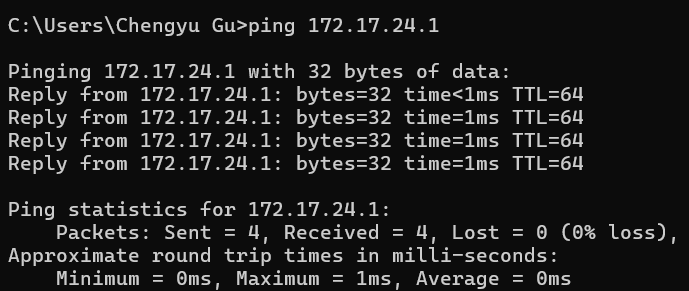 C:\Users\Chengyu Gu>ping 172.17.24.1
Pinging 172.17.24.1 with 32 bytes of data:
Reply from 172.17.24.1: bytes=32 time<1ms TTL=64
Reply from 172.17.24.1: bytes=32 time=1ms TTL=64
Reply from 172.17.24.1: bytes=32 time=1ms TTL=64
Reply from 172.17.24.1: bytes=32 time=1ms TTL=64
Ping statistics for 172.17.24.1:
    Packets: Sent = 4, Received = 4, Lost = 0 (0% loss),
Approximate round trip times in milli-seconds:
    Minimum = 0ms, Maximum = 1ms, Average = 0ms